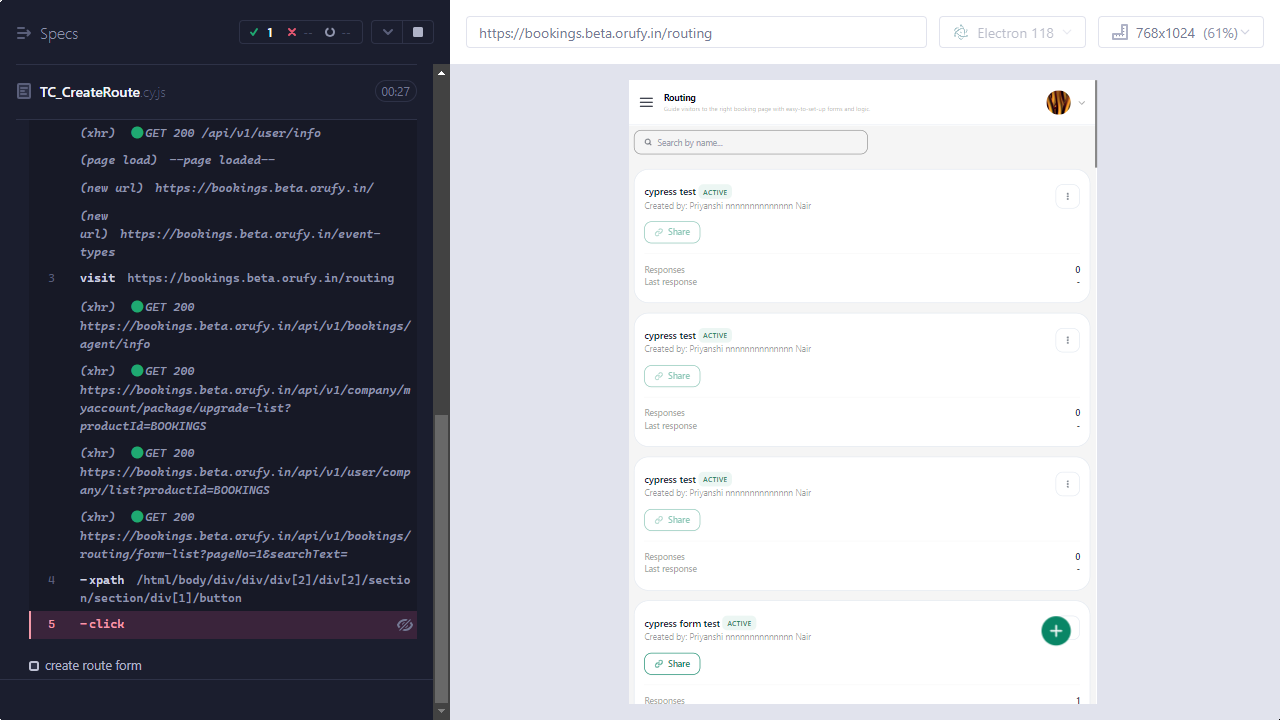 Specs
1
--
--
TC_CreateRoute.cy.js
00:27
(xhr) GET 200 /api/v1/user/info
(page load) --page loaded--
(new url) https://bookings.beta.orufy.in/
(new
url) https://bookings.beta.orufy.in/event-
types
3 visit https://bookings.beta.orufy.in/routing
(xhr) GET 200
https://bookings.beta.orufy.in/api/v1/bookings/
agent/info
(xhr) GET 200
https://bookings.beta.orufy.in/api/v1/company/m
yaccount/package/upgrade-list?
productId=BOOKINGS
(xhr) GET 200
https://bookings.beta.orufy.in/api/v1/user/comp
any/list?productId=BOOKINGS
(xhr) GET 200
https://bookings.beta.orufy.in/api/v1/bookings/
routing/form-list?pageNo=1&searchText=
4 -xpath /html/body/div/div/div[2]/div[2]/sectio
n/section/div[1]/button
5 -click
create route form
https://bookings.beta.orufy.in/routing
Electron 118
768x1024 (61%)
Routing
Guide visitors to the right booking page with easy-to-set-up forms and logic.
Search by name...
cypress test ACTIVE
Created by: Priyanshi nnnnnnnnnnnnn Nair
Share
Responses 0
Last response -
cypress test ACTIVE
Created by: Priyanshi nnnnnnnnnnnnn Nair
Share
Responses 0
Last response -
cypress test ACTIVE
Created by: Priyanshi nnnnnnnnnnnnn Nair
Share
Responses 0
Last response -
cypress form test ACTIVE
Created by: Priyanshi nnnnnnnnnnnnn Nair
Share
Responses 1